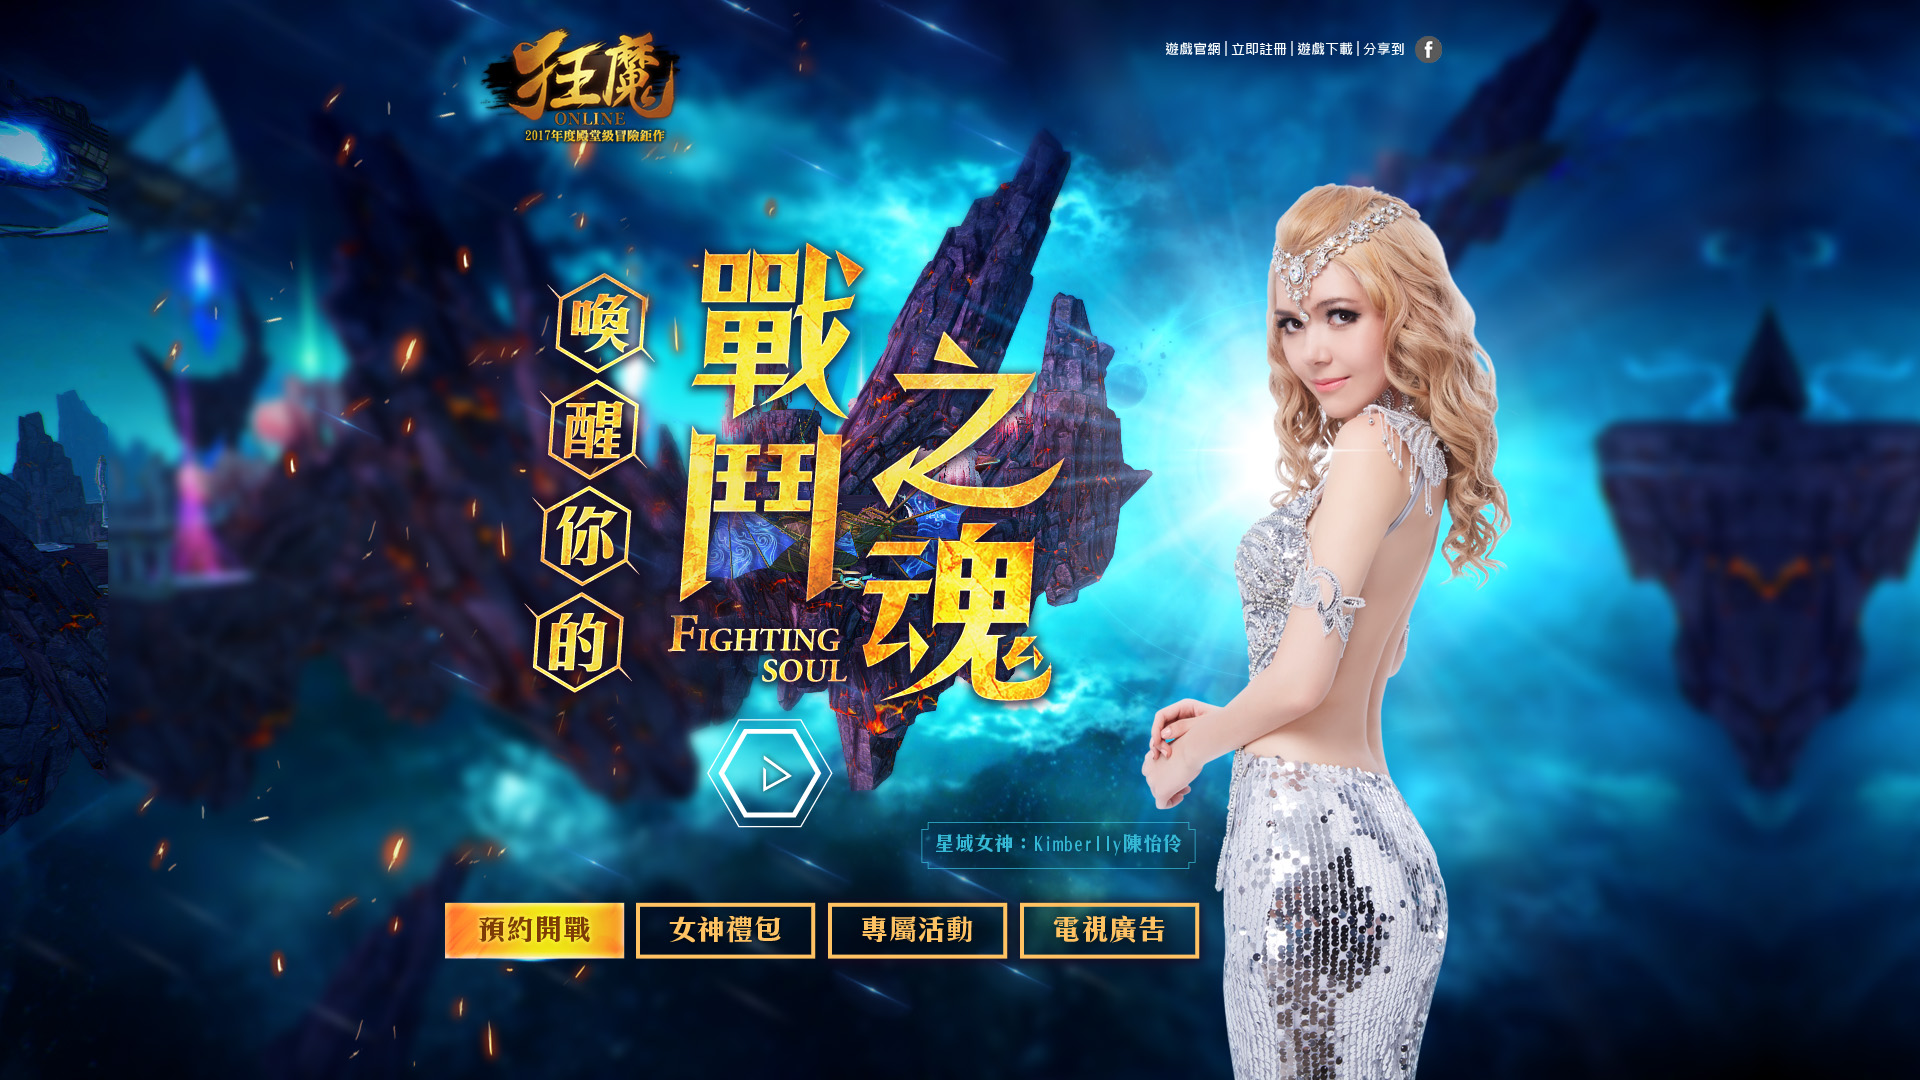 狂魔
ONLINE
2017年度殿堂級冒險鉅作
遊戲官網 | 立即註冊 | 遊戲下載 | 分享到 f
喚醒你的
戰鬥
之魂
FIGHTING
SOUL
星域女神：Kimberlly陳怡伶
預約開戰
女神禮包
專屬活動
電視廣告